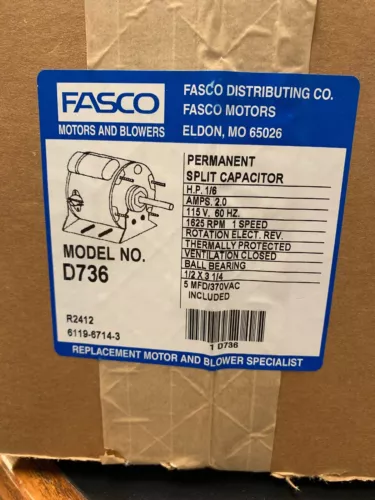 FASCO
MOTORS AND BLOWERS
FASCO DISTRIBUTING CO.
FASCO MOTORS
ELDON, MO 65026
MODEL NO.
D736
R2412
6119-6714-3
PERMANENT
SPLIT CAPACITOR
H.P. 1/6
AMPS. 2.0
115 V. 60 HZ.
1625 RPM 1 SPEED
ROTATION ELECT. REV.
THERMALLY PROTECTED
VENTILATION CLOSED
BALL BEARING
1/2 X 3 1/4
5 MFD/370VAC
INCLUDED
1 D736
REPLACEMENT MOTOR AND BLOWER SPECIALIST